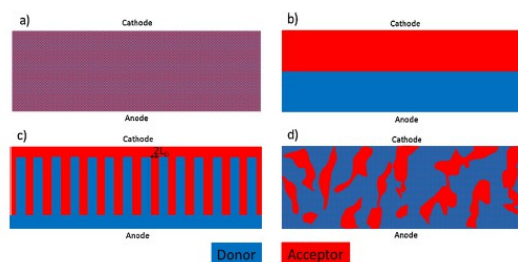 a)
Cathode
Anode
b)
Cathode
Anode
c)
Cathode
Anode
d)
Cathode
Anode
Donor
Acceptor